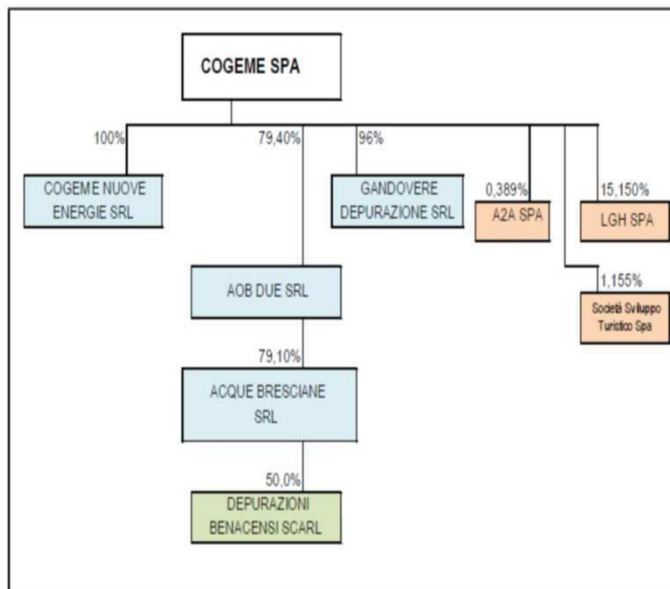 COGEME SPA
100%
79,40%
96%
COGEME NUOVE
ENERGIE SRL
GANDOVERE
DEPURAZIONE SRL
0,389%
A2A SPA
15,150%
LGH SPA
1,155%
Società Sviluppo
Turistico Spa
AOB DUE SRL
79,10%
ACQUE BRESCIANE
SRL
50,0%
DEPURAZIONI
BENACENSI SCARL